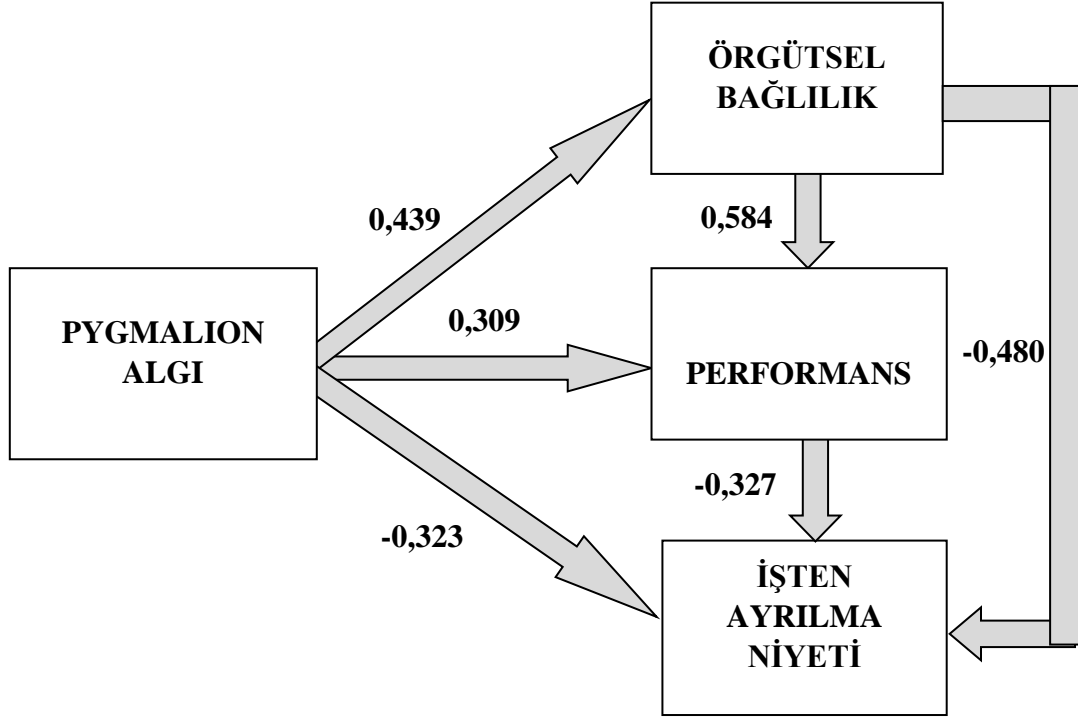 ÖRGÜTSEL
BAĞLILIK
0,439
0,584
PYGMALION
ALGI
0,309
PERFORMANS
-0,480
-0,327
-0,323
İŞTEN
AYRILMA
NİYETİ